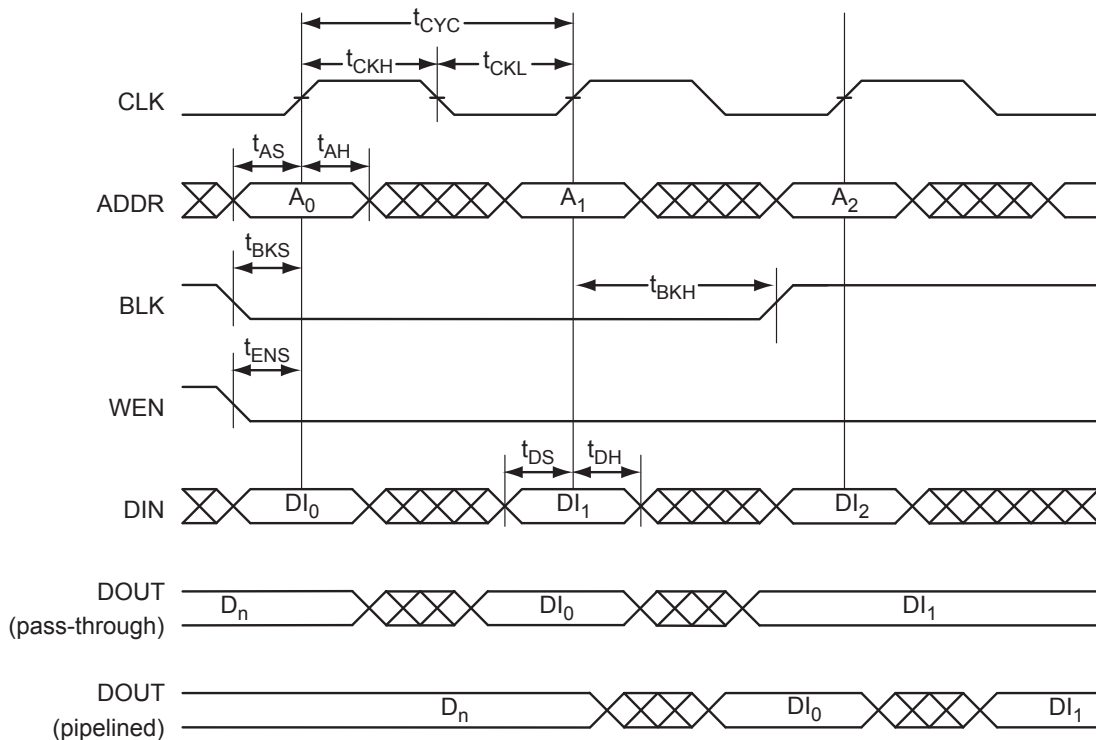 tCYC
tCKH tCKL
CLK
tAS tAH
ADDR A0 A1 A2
tBKS
tBKH
BLK
tENS
WEN
tDS tDH
DIN DI0 DI1 DI2
DOUT
(pass-through)
Dn DI0 DI1
DOUT
(pipelined)
Dn DI0 DI1